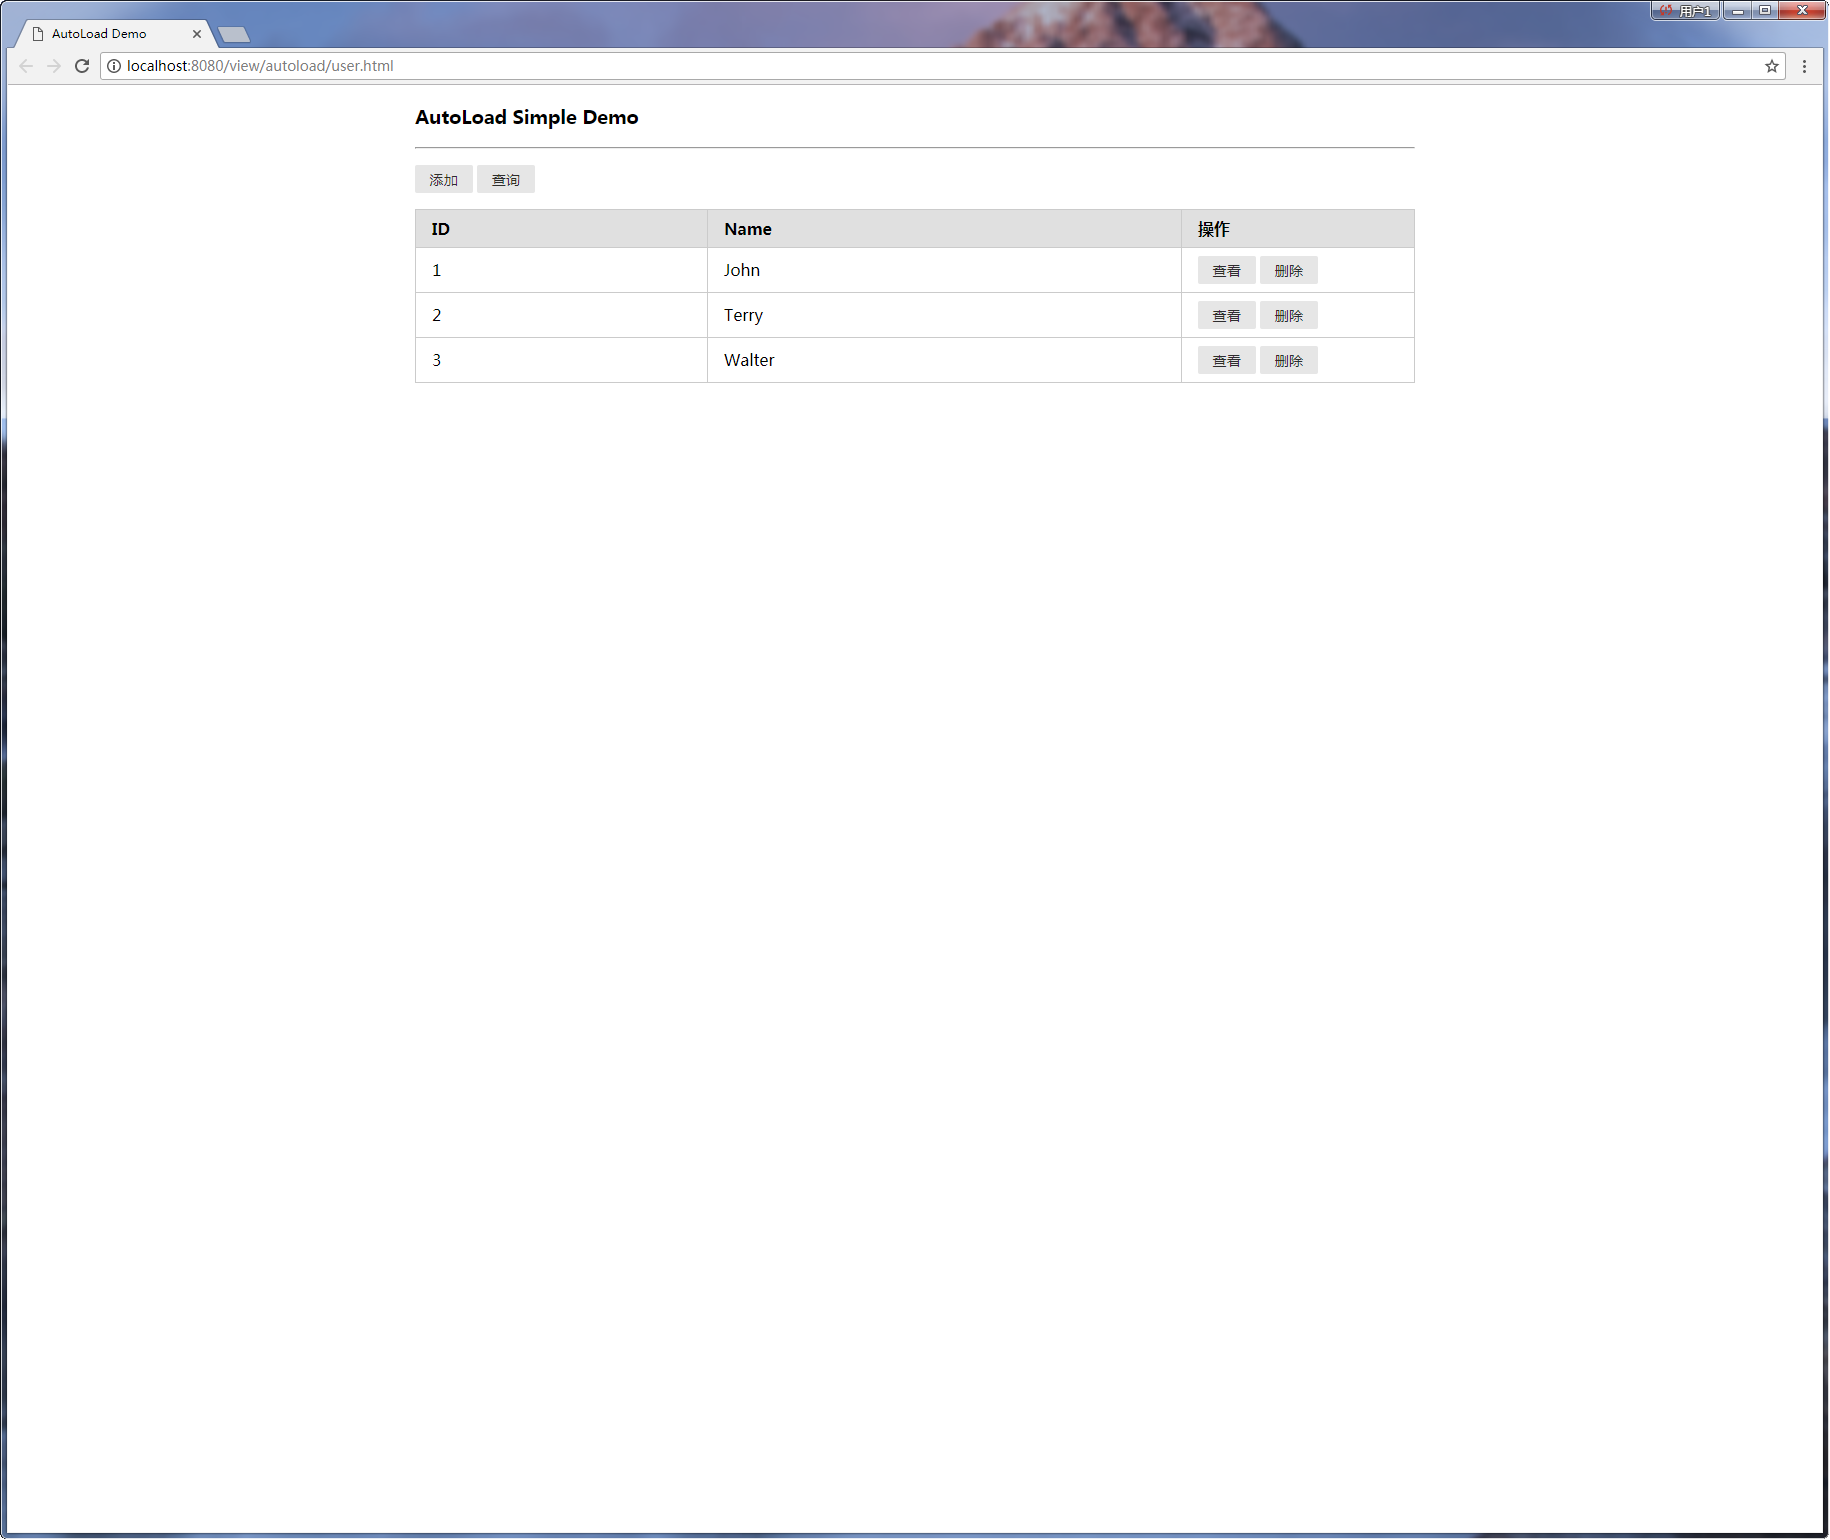 用户1
AutoLoad Demo
localhost:8080/view/autoload/user.html
AutoLoad Simple Demo
添加 查询
ID Name 操作
1 John 查看 删除
2 Terry 查看 删除
3 Walter 查看 删除